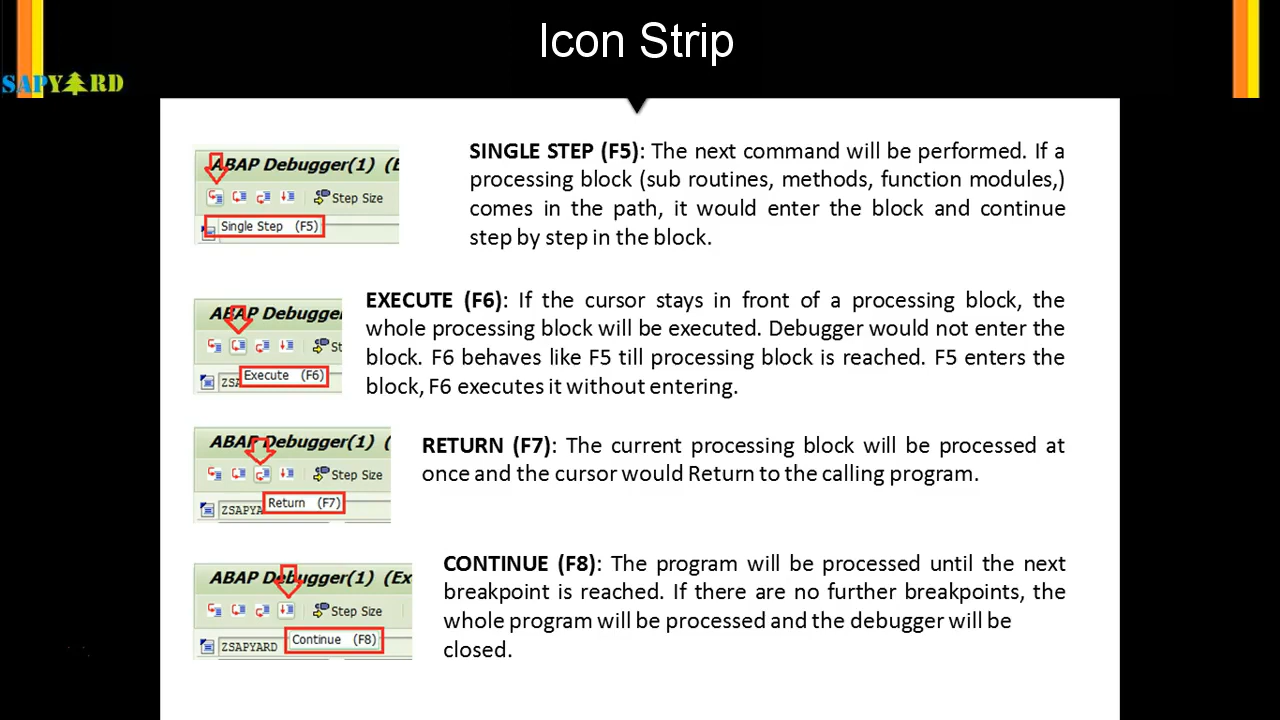 Icon Strip
SAPYARD
ABAP Debugger(1) (E
Step Size
Single Step (F5)
SINGLE STEP (F5): The next command will be performed. If a
processing block (sub routines, methods, function modules,)
comes in the path, it would enter the block and continue
step by step in the block.
ABAP Debugge
St
Execute (F6)
ZSA
EXECUTE (F6): If the cursor stays in front of a processing block, the
whole processing block will be executed. Debugger would not enter the
block. F6 behaves like F5 till processing block is reached. F5 enters the
block, F6 executes it without entering.
ABAP Debugger(1) (
Step Size
Return (F7)
ZSAPYA
RETURN (F7): The current processing block will be processed at
once and the cursor would Return to the calling program.
ABAP Debugger(1) (Ex
Step Size
Continue (F8)
ZSAPYARD
CONTINUE (F8): The program will be processed until the next
breakpoint is reached. If there are no further breakpoints, the
whole program will be processed and the debugger will be
closed.